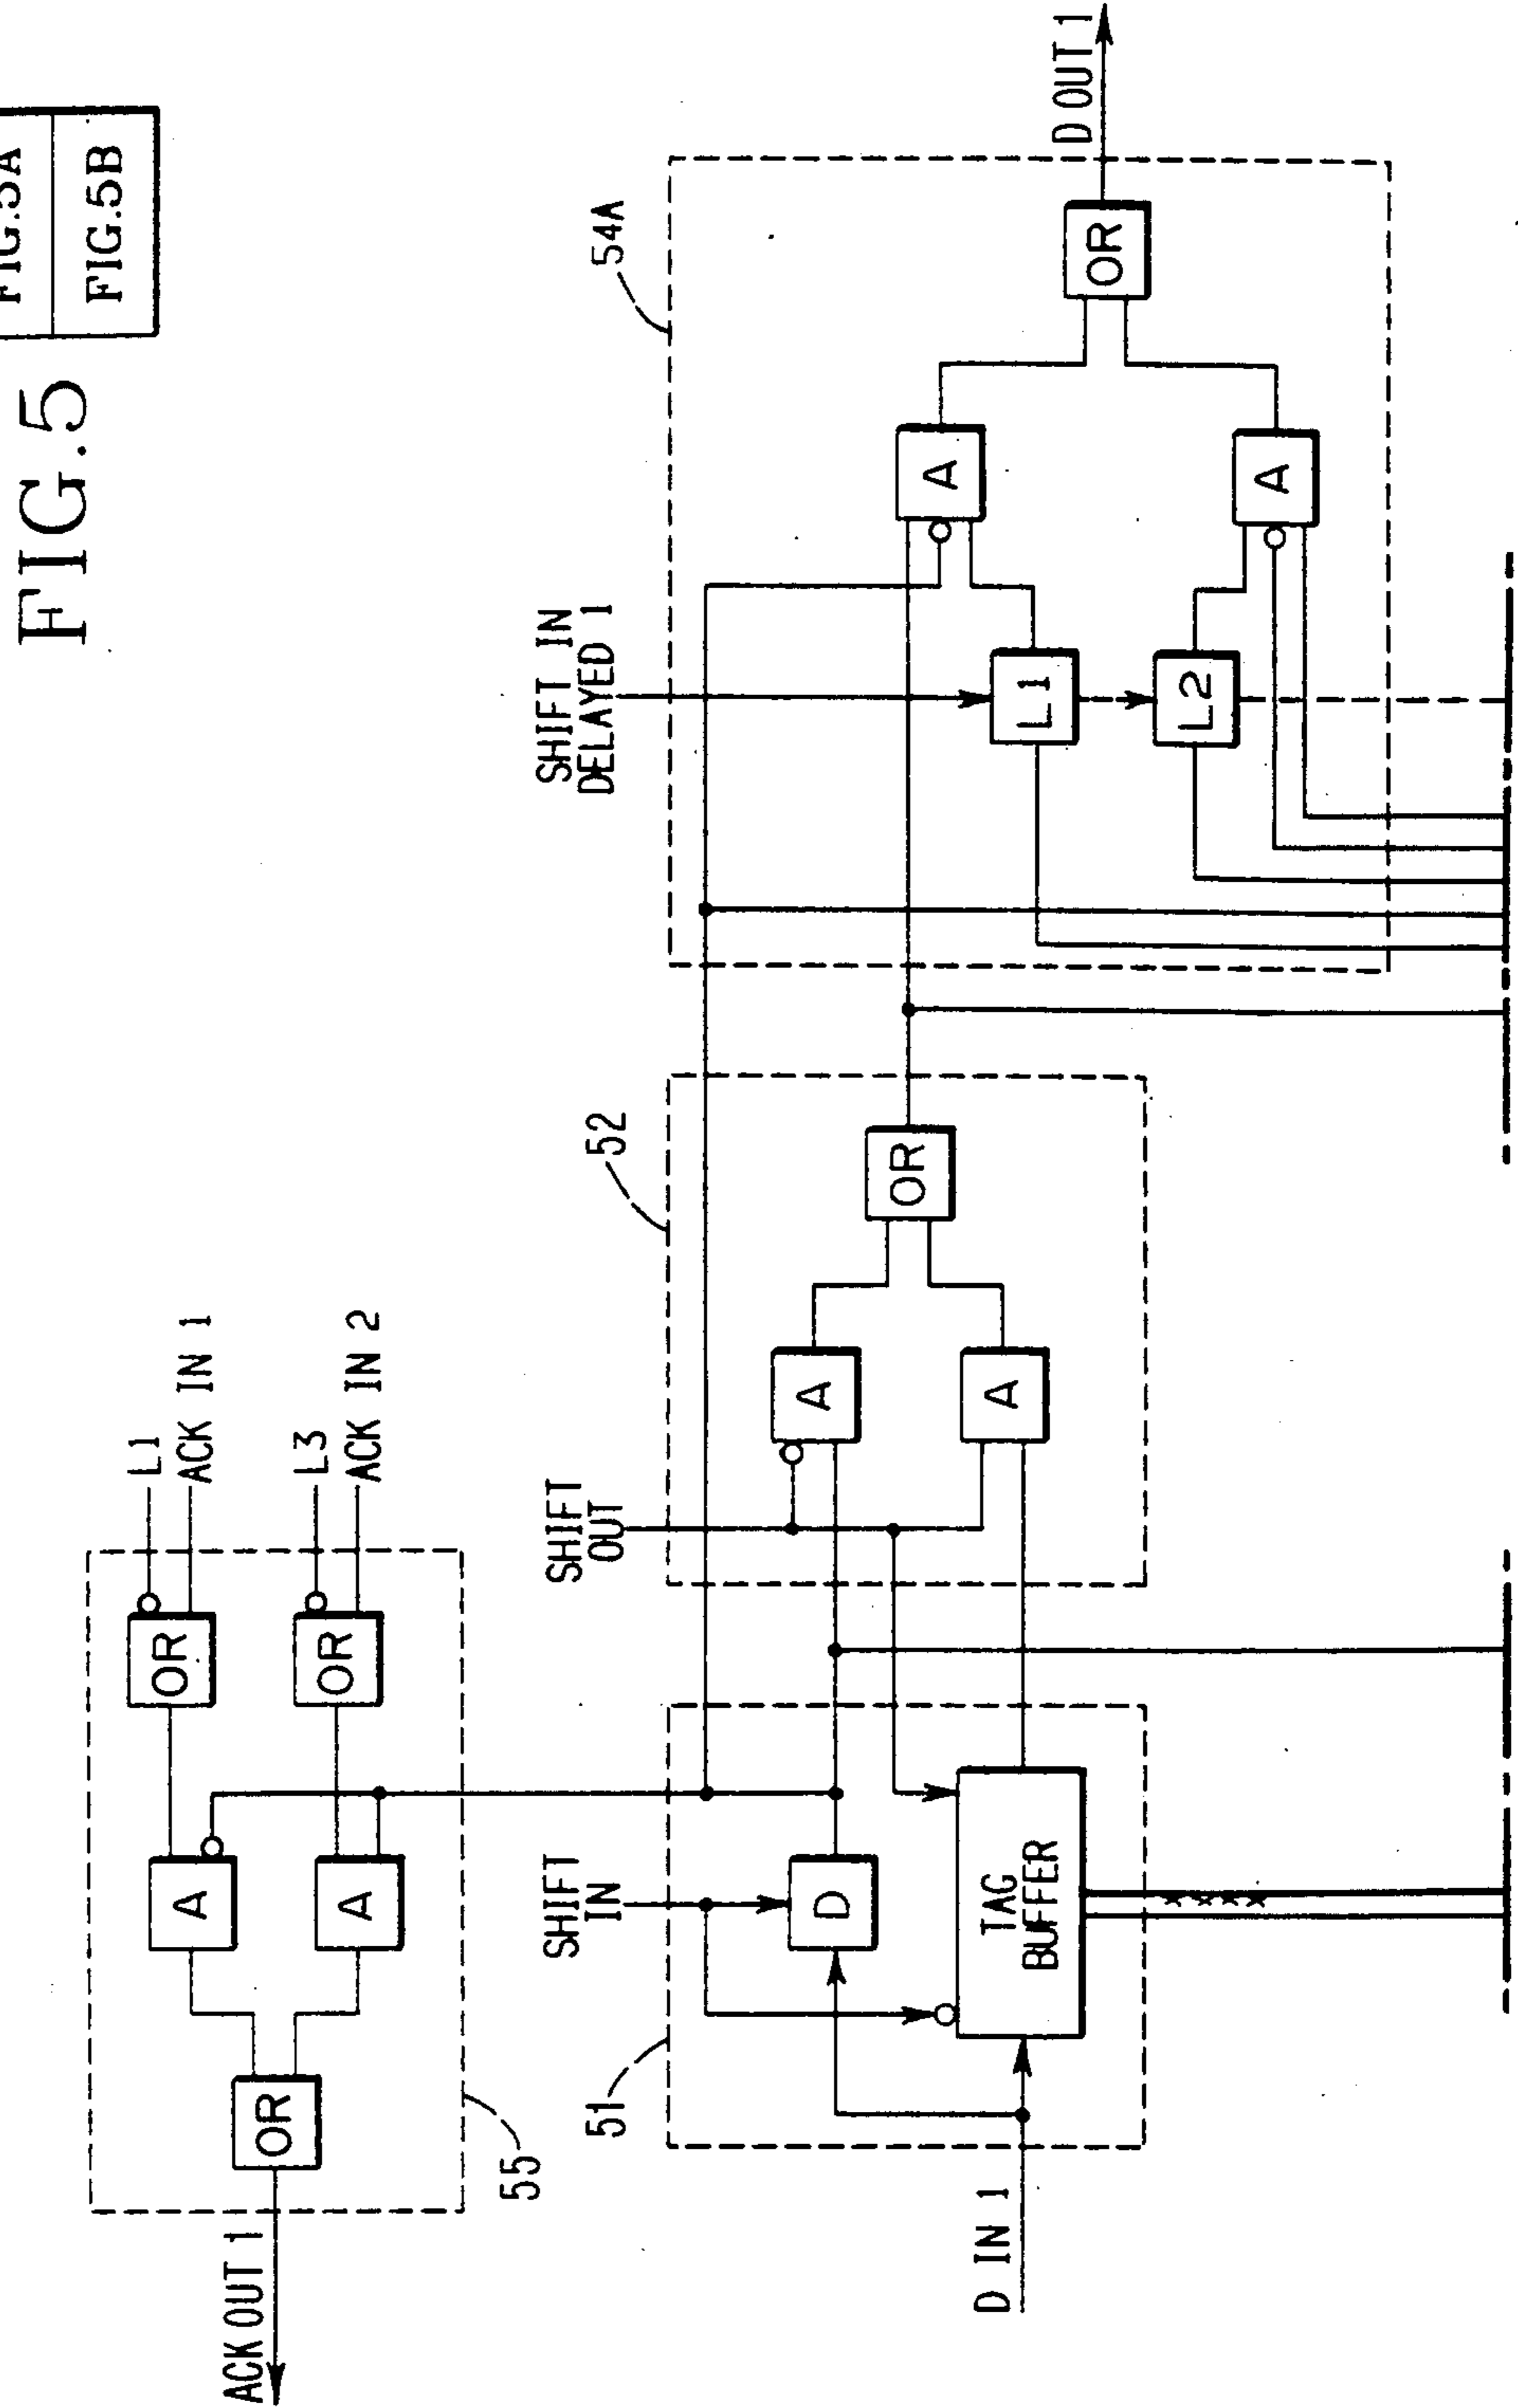 FIG.5
FIG.5A
FIG.5B
L1
ACK IN 1
L3
ACK IN 2
OR
OR
A
A
OR
ACK OUT 1
55
SHIFT
IN
SHIFT
OUT
SHIFT IN
DELAYED 1
51
52
54A
D
TAG
BUFFER
D IN 1
A
A
OR
L1
L2
A
A
OR
D OUT 1